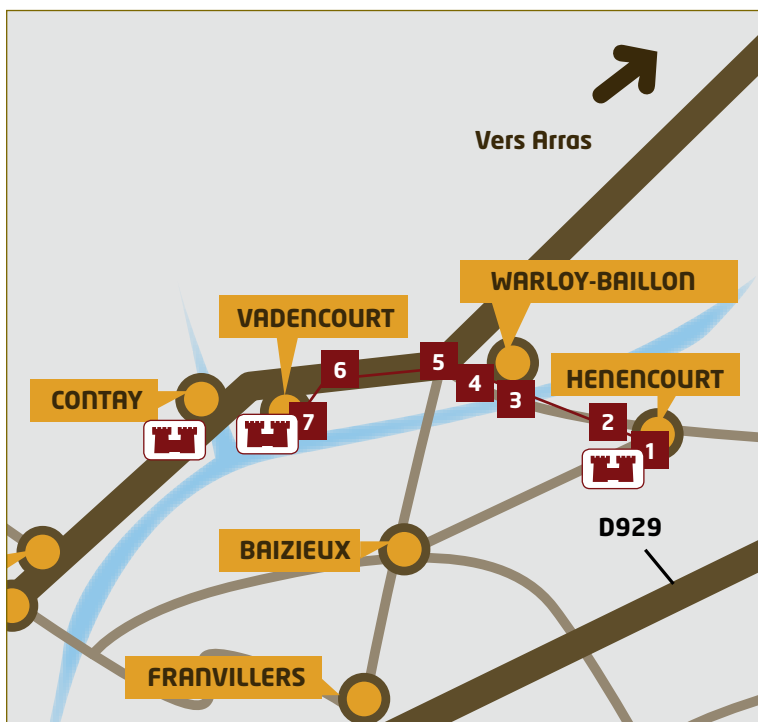 Vers Arras
WARLOY-BAILLON
VADENCOURT
6
5
4
HENENCOURT
CONTAY
7
3
2
1
D929
BAIZIEUX
FRANVILLERS